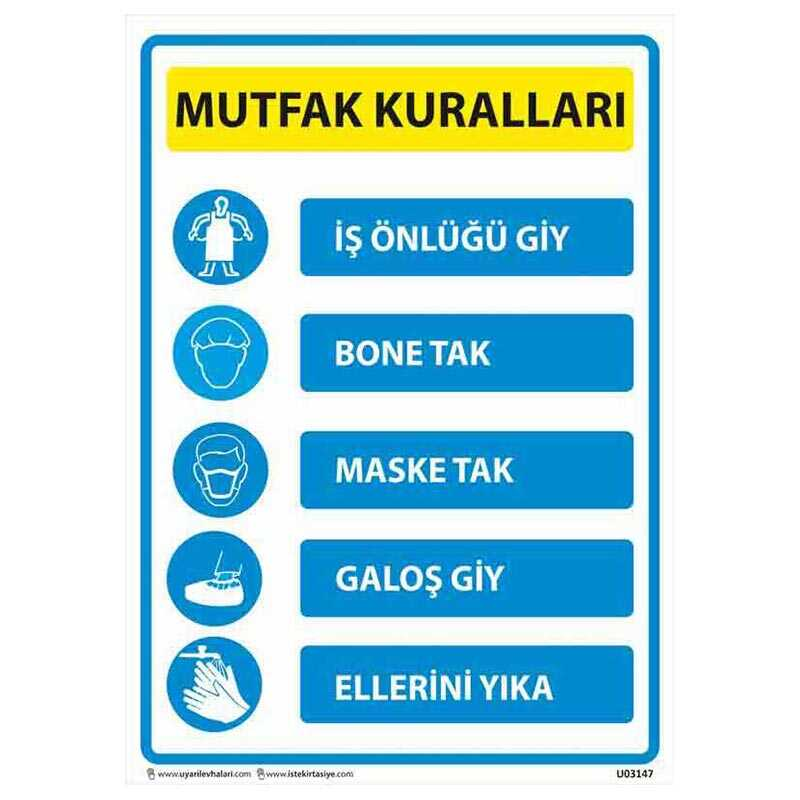 MUTFAK KURALLARI
İŞ ÖNLÜĞÜ GİY
BONE TAK
MASKE TAK
GALOŞ GİY
ELLERİNİ YIKA
www.uyarilevhalari.com www.istekirtasiye.com U03147